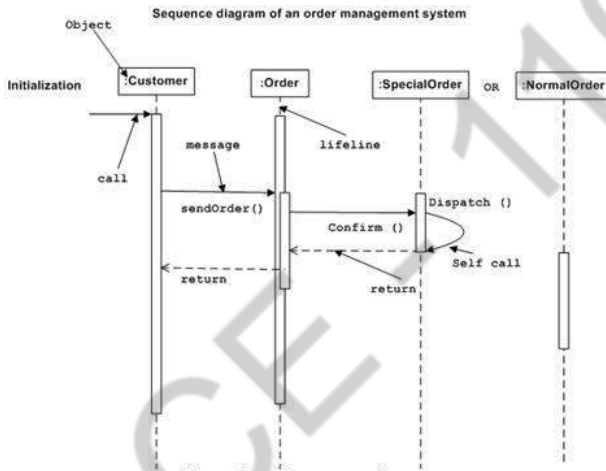 Sequence diagram of an order management system
Object
Initialization
:Customer
:Order
:SpecialOrder
OR
:NormalOrder
call
message
lifeline
sendOrder()
Dispatch ()
Confirm ()
Self call
return
return